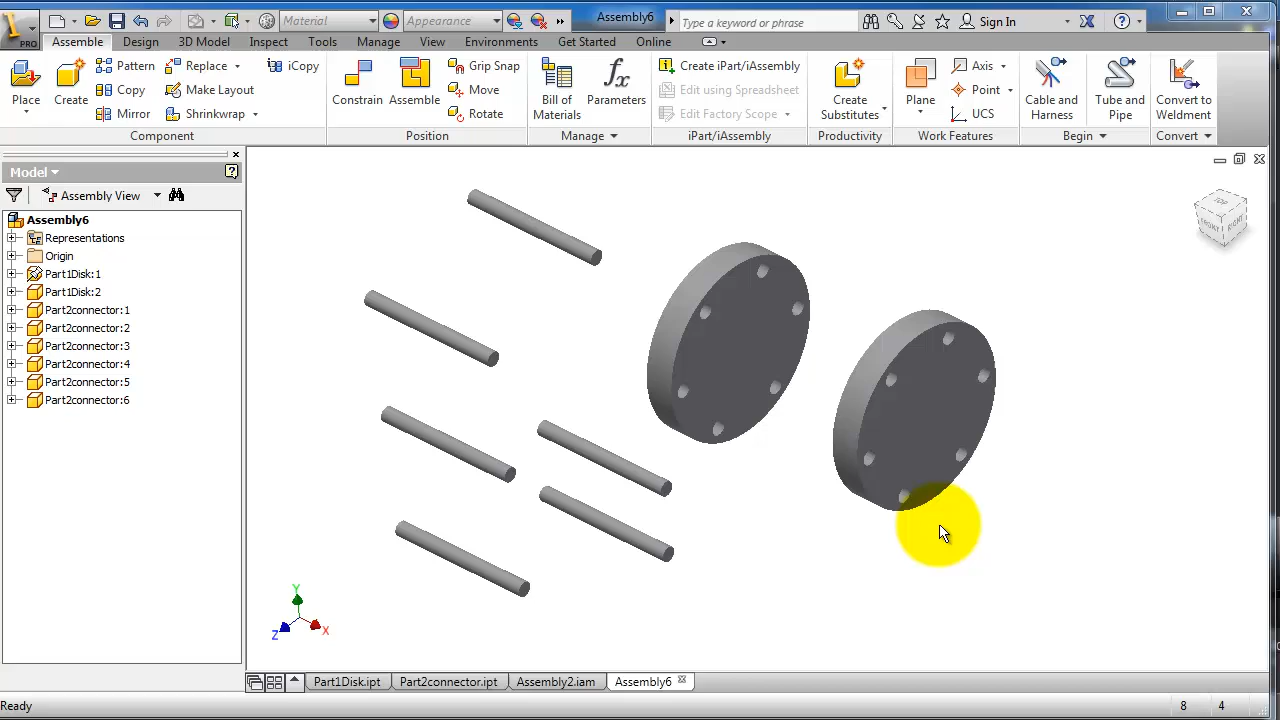 Material
Appearance
Assembly6
Type a keyword or phrase
Sign In
PRO
Assemble
Design
3D Model
Inspect
Tools
Manage
View
Environments
Get Started
Online
Place
Create
Pattern
Copy
Mirror
Replace
Make Layout
Shrinkwrap
iCopy
Component
Constrain
Assemble
Grip Snap
Move
Rotate
Position
Bill of
Materials
fx
Parameters
Manage
Create iPart/iAssembly
Edit using Spreadsheet
Edit Factory Scope
iPart/iAssembly
Create
Substitutes
Productivity
Plane
Axis
Point
UCS
Work Features
Cable and
Harness
Tube and
Pipe
Begin
Convert to
Weldment
Convert
Model
Assembly View
Assembly6
Representations
Origin
Part1Disk:1
Part1Disk:2
Part2connector:1
Part2connector:2
Part2connector:3
Part2connector:4
Part2connector:5
Part2connector:6
TOP
FRONT
RIGHT
Y
Z
X
Part1Disk.ipt
Part2connector.ipt
Assembly2.iam
Assembly6
Ready
8
4